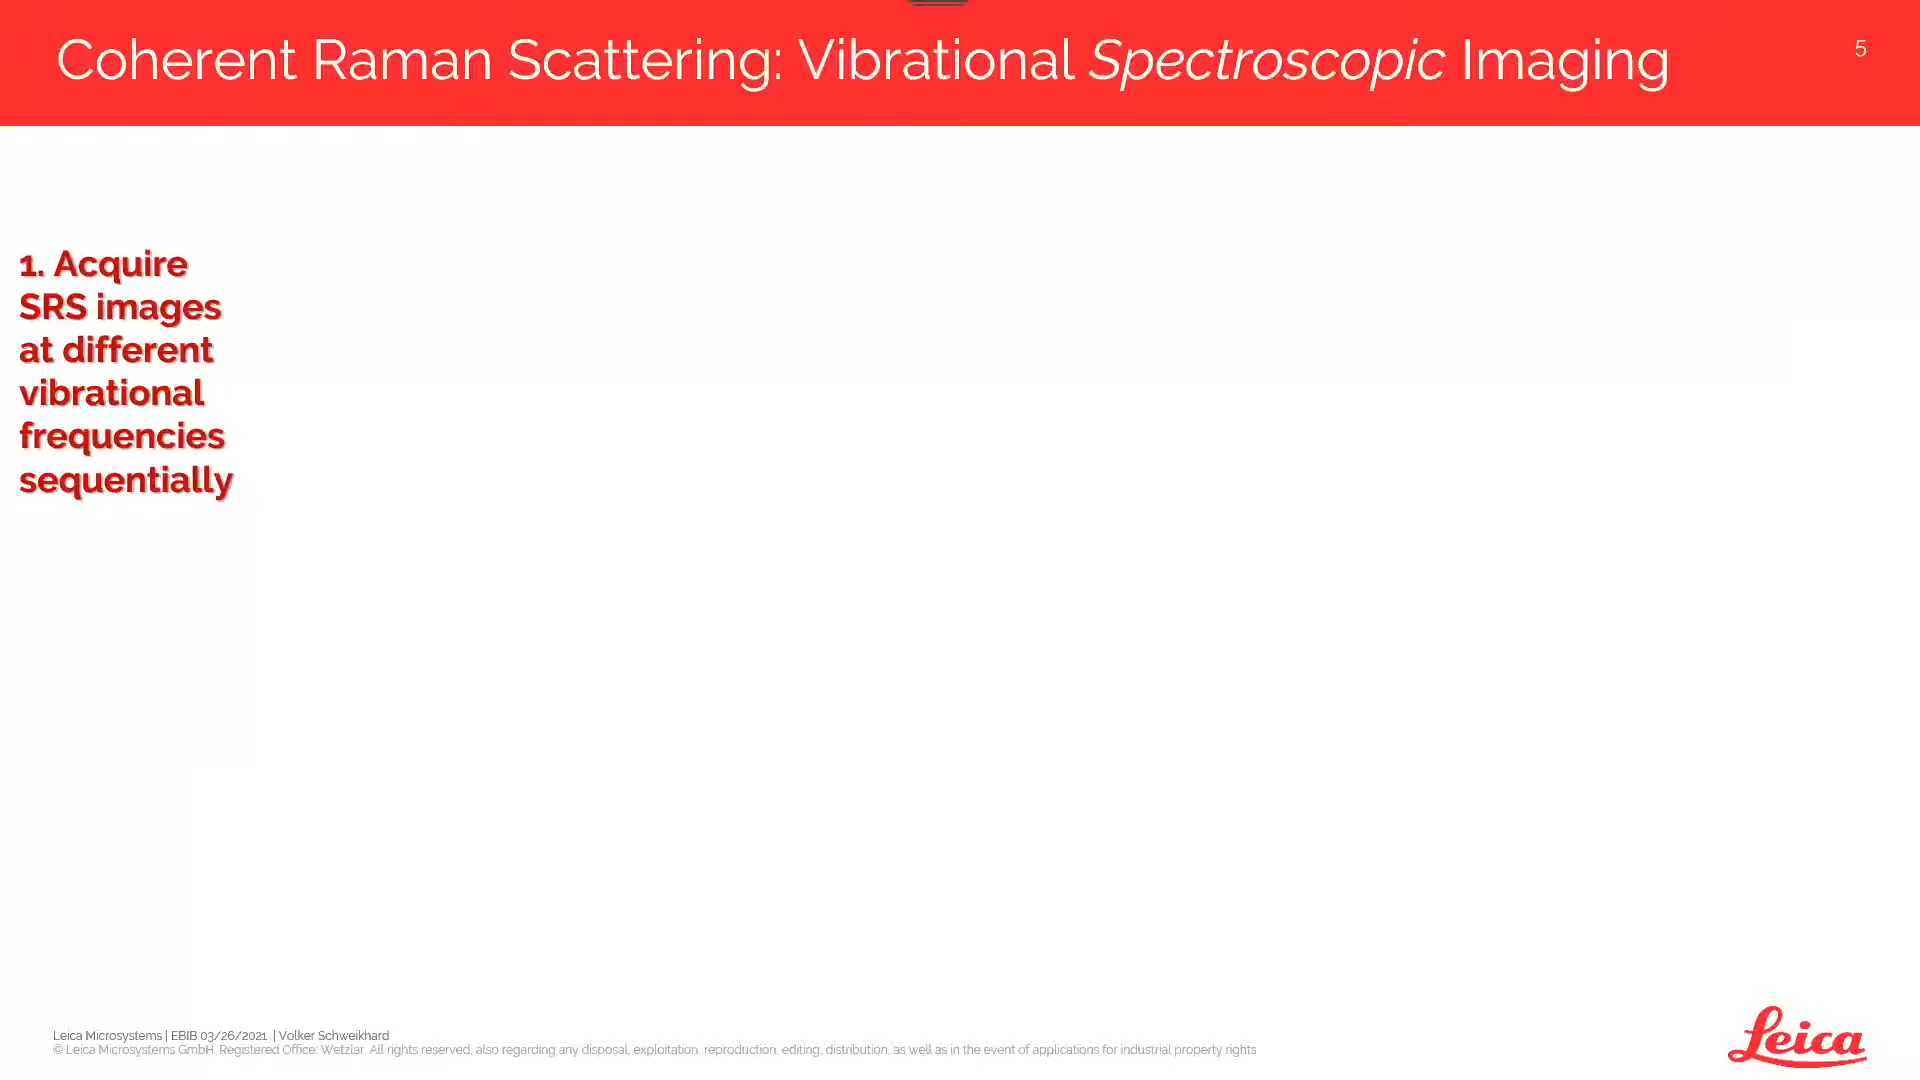 Coherent Raman Scattering: Vibrational Spectroscopic Imaging
5
1. Acquire
SRS images
at different
vibrational
frequencies
sequentially
Leica Microsystems | EBIB 03/26/2021 | Volker Schweikhard
© Leica Microsystems GmbH. Registered Office: Wetzlar. All rights reserved, also regarding any disposal, exploitation, reproduction, editing, distribution, as well as in the event of applications for industrial property rights
Leica